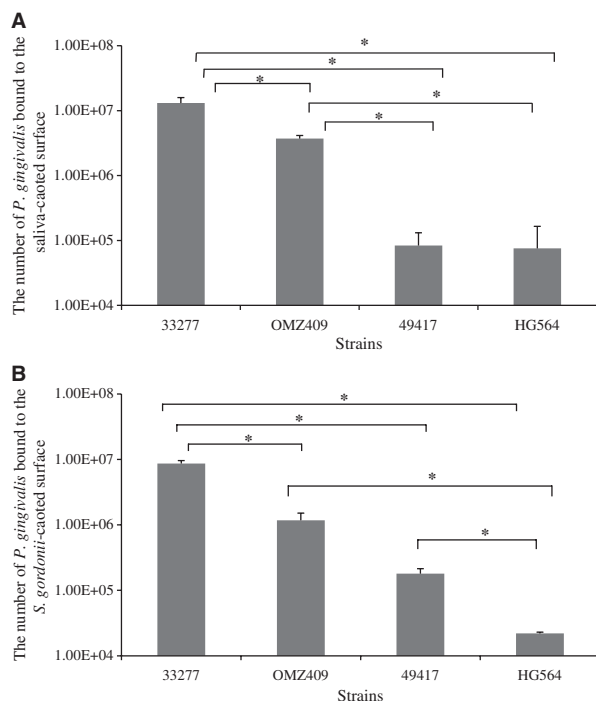 A
The number of P. gingivalis bound to the
saliva-caoted surface
1.00E+08
1.00E+07
1.00E+06
1.00E+05
1.00E+04
*
*
*
*
*
33277 OMZ409 49417 HG564
Strains
B
The number of P. gingivalis bound to the
S. gordonii-caoted surface
1.00E+08
1.00E+07
1.00E+06
1.00E+05
1.00E+04
*
*
*
*
*
33277 OMZ409 49417 HG564
Strains